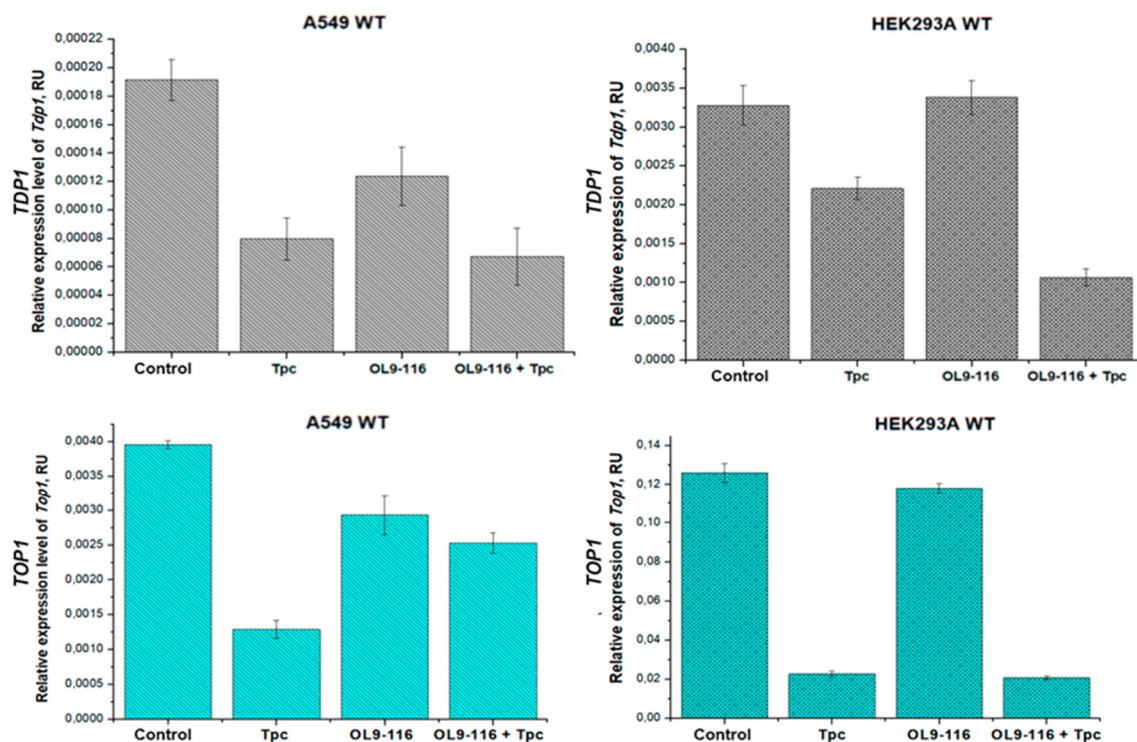 A549 WT
TDP1
Relative expression level of Tdp1, RU
0,00022
0,00020
0,00018
0,00016
0,00014
0,00012
0,00010
0,00008
0,00006
0,00004
0,00002
0,00000
Control Tpc OL9-116 OL9-116 + Tpc
HEK293A WT
TDP1
Relative expression of Tdp1, RU
0,0040
0,0035
0,0030
0,0025
0,0020
0,0015
0,0010
0,0005
0,0000
Control Tpc OL9-116 OL9-116 + Tpc
A549 WT
TOP1
Relative expression level of Top1, RU
0,0040
0,0035
0,0030
0,0025
0,0020
0,0015
0,0010
0,0005
0,0000
Control Tpc OL9-116 OL9-116 + Tpc
HEK293A WT
TOP1
Relative expression of Top1, RU
0,14
0,12
0,10
0,08
0,06
0,04
0,02
0,00
Control Tpc OL9-116 OL9-116 + Tpc